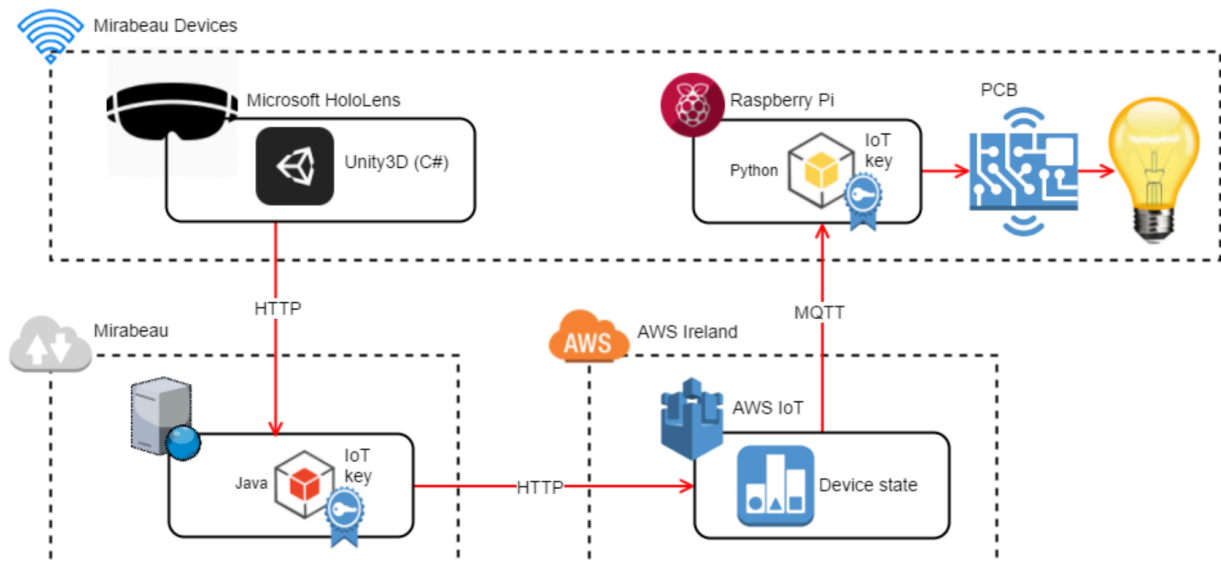 Mirabeau Devices
Microsoft HoloLens
Unity3D (C#)
Raspberry Pi
Python
IoT
key
PCB
HTTP
MQTT
Mirabeau
AWS
AWS Ireland
Java
IoT
key
HTTP
AWS IoT
Device state